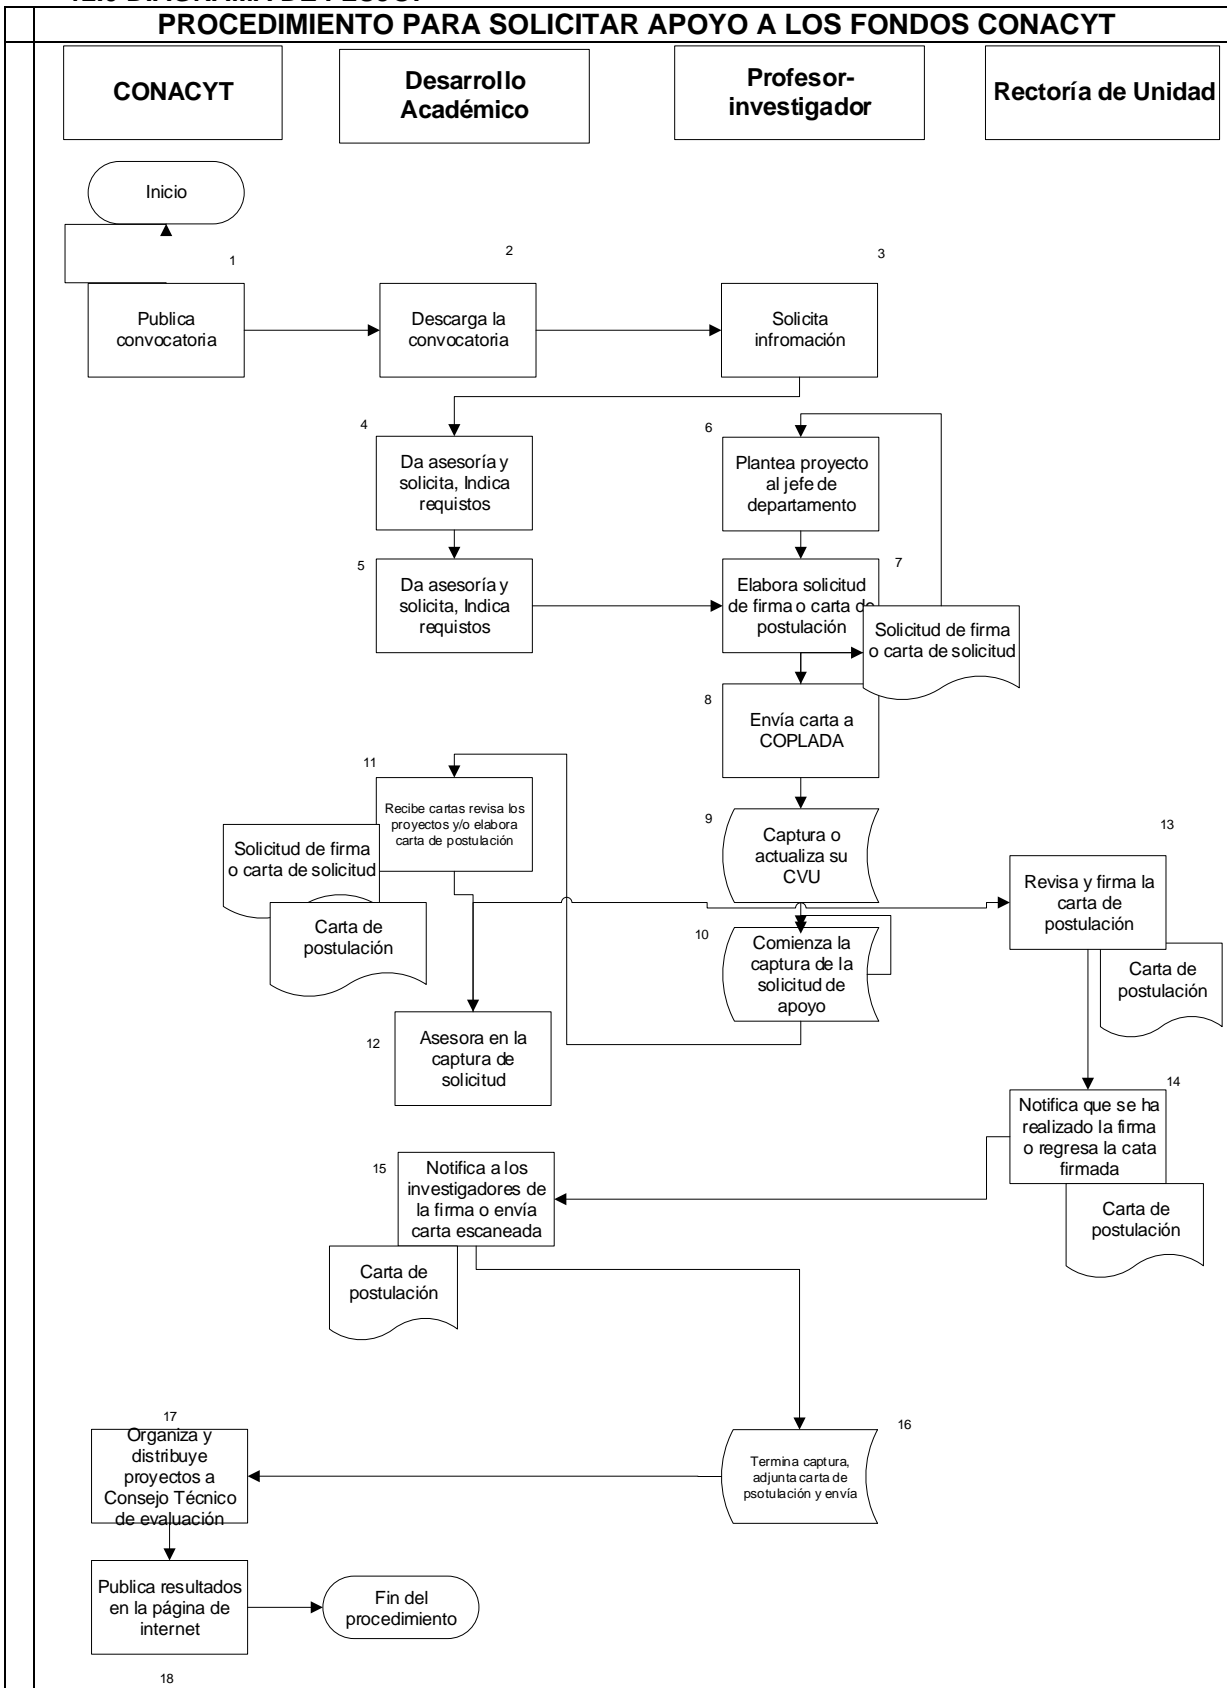 PROCEDIMIENTO PARA SOLICITAR APOYO A LOS FONDOS CONACYT
CONACYT
Desarrollo
Académico
Profesor-
investigador
Rectoría de Unidad
Inicio
1
2
3
Publica
convocatoria
Descarga la
convocatoria
Solicita
infromación
4
Da asesoría y
solicita, Indica
requistos
6
Plantea proyecto
al jefe de
departamento
5
Da asesoría y
solicita, Indica
requistos
7
Elabora solicitud
de firma o carta de
postulación
Solicitud de firma
o carta de solicitud
8
Envía carta a
COPLADA
11
Recibe cartas revisa los
proyectos y/o elabora
carta de postulación
Solicitud de firma
o carta de solicitud
Carta de
postulación
9
Captura o
actualiza su
CVU
13
Revisa y firma la
carta de
postulación
Carta de
postulación
10
Comienza la
captura de la
solicitud de
apoyo
12
Asesora en la
captura de
solicitud
14
Notifica que se ha
realizado la firma
o regresa la cata
firmada
Carta de
postulación
15
Notifica a los
investigadores de
la firma o envía
carta escaneada
Carta de
postulación
16
Termina captura,
adjunta carta de
psotulación y envía
17
Organiza y
distribuye
proyectos a
Consejo Técnico
de evaluación
Publica resultados
en la página de
internet
Fin del
procedimiento
18